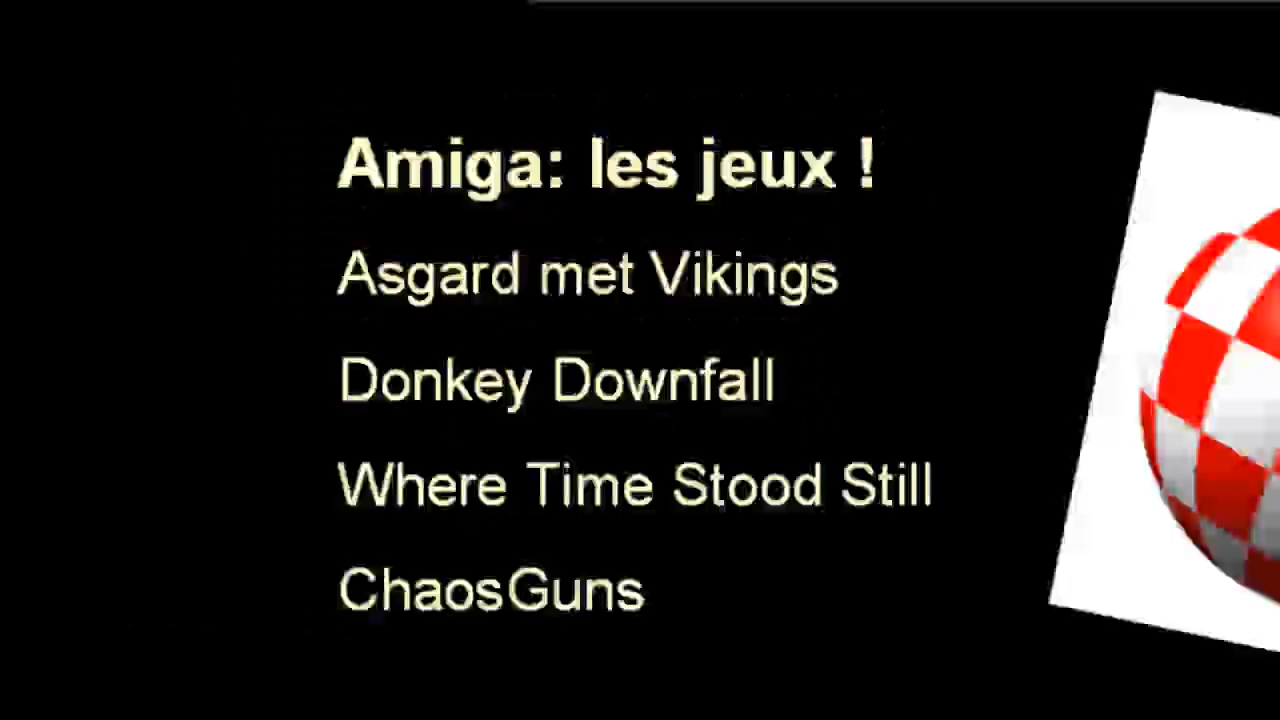 Amiga: les jeux !
Asgard met Vikings
Donkey Downfall
Where Time Stood Still
ChaosGuns